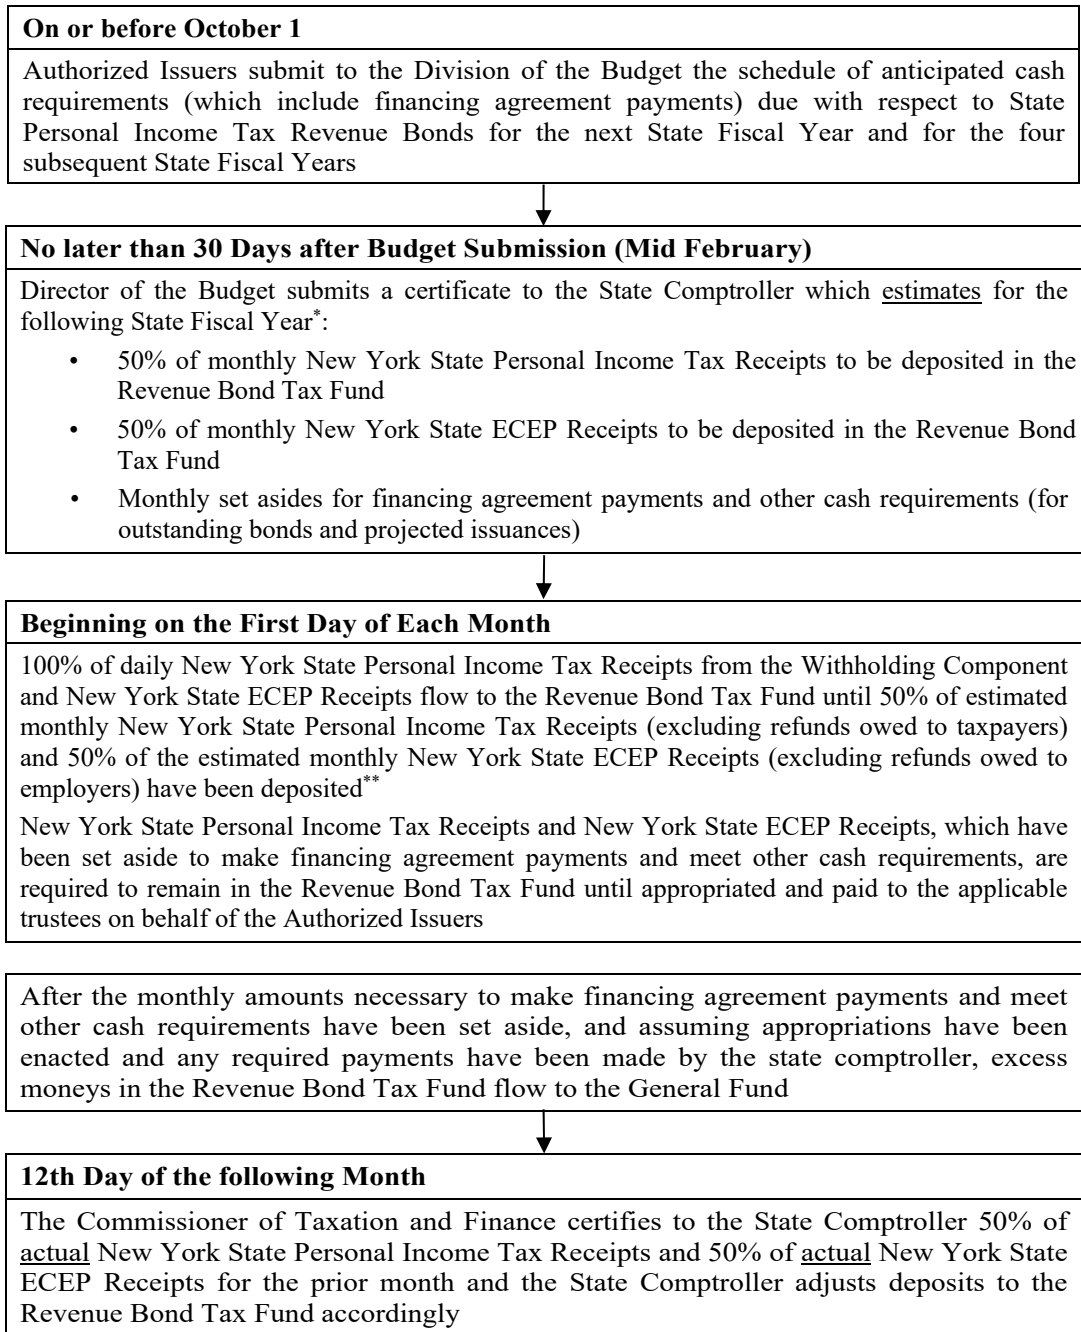 On or before October 1
Authorized Issuers submit to the Division of the Budget the schedule of anticipated cash
requirements (which include financing agreement payments) due with respect to State
Personal Income Tax Revenue Bonds for the next State Fiscal Year and for the four
subsequent State Fiscal Years
No later than 30 Days after Budget Submission (Mid February)
Director of the Budget submits a certificate to the State Comptroller which estimates for the
following State Fiscal Year*:
• 50% of monthly New York State Personal Income Tax Receipts to be deposited in the
Revenue Bond Tax Fund
• 50% of monthly New York State ECEP Receipts to be deposited in the Revenue Bond
Tax Fund
• Monthly set asides for financing agreement payments and other cash requirements (for
outstanding bonds and projected issuances)
Beginning on the First Day of Each Month
100% of daily New York State Personal Income Tax Receipts from the Withholding Component
and New York State ECEP Receipts flow to the Revenue Bond Tax Fund until 50% of estimated
monthly New York State Personal Income Tax Receipts (excluding refunds owed to taxpayers)
and 50% of the estimated monthly New York State ECEP Receipts (excluding refunds owed to
employers) have been deposited**
New York State Personal Income Tax Receipts and New York State ECEP Receipts, which have
been set aside to make financing agreement payments and meet other cash requirements, are
required to remain in the Revenue Bond Tax Fund until appropriated and paid to the applicable
trustees on behalf of the Authorized Issuers
After the monthly amounts necessary to make financing agreement payments and meet
other cash requirements have been set aside, and assuming appropriations have been
enacted and any required payments have been made by the state comptroller, excess
moneys in the Revenue Bond Tax Fund flow to the General Fund
12th Day of the following Month
The Commissioner of Taxation and Finance certifies to the State Comptroller 50% of
actual New York State Personal Income Tax Receipts and 50% of actual New York State
ECEP Receipts for the prior month and the State Comptroller adjusts deposits to the
Revenue Bond Tax Fund accordingly